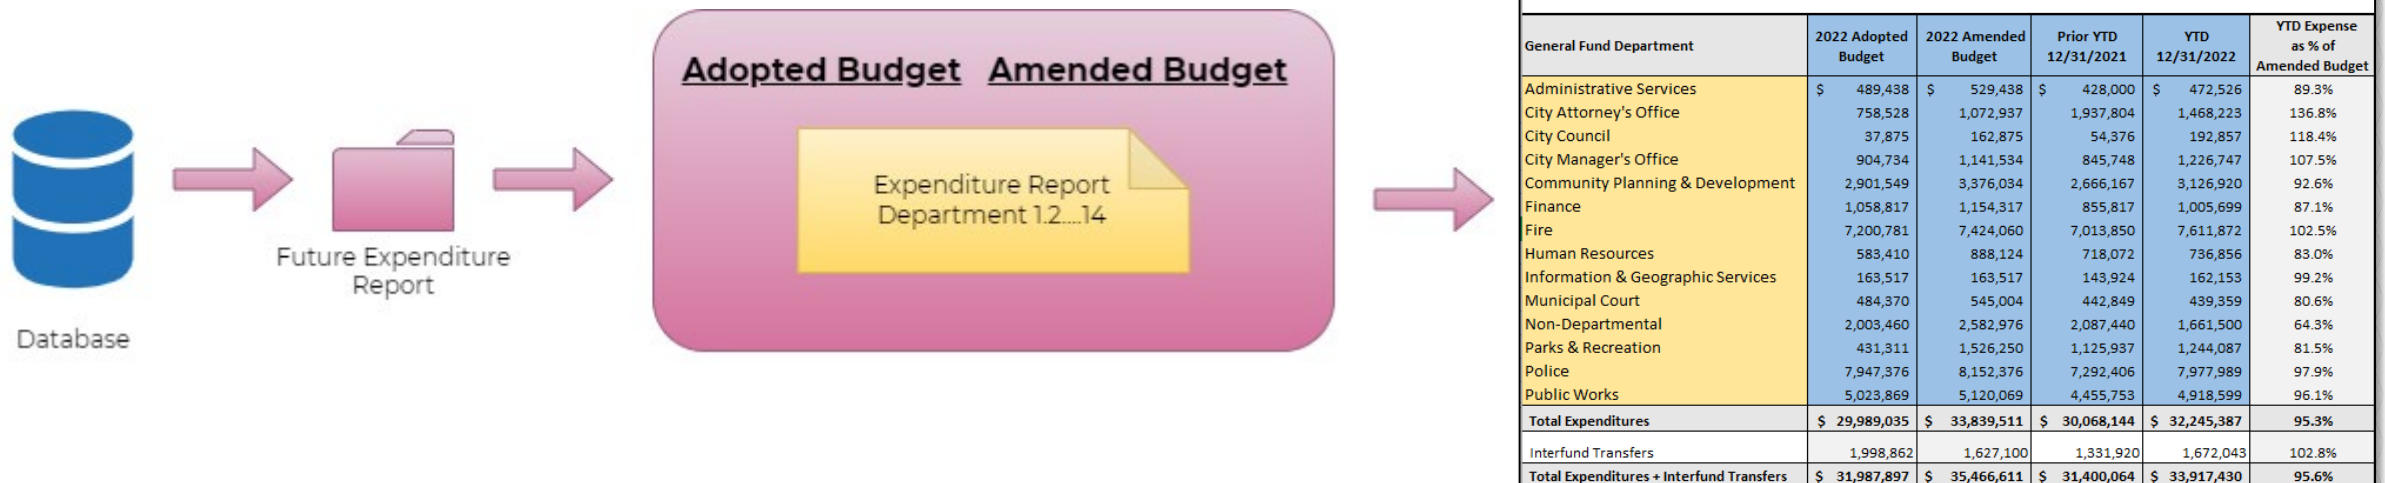 Database
Future Expenditure
Report
Adopted Budget Amended Budget
Expenditure Report
Department 1.2....14
General Fund Department 2022 Adopted Budget 2022 Amended Budget Prior YTD 12/31/2021 YTD 12/31/2022 YTD Expense as % of Amended Budget
Administrative Services $ 489,438 $ 529,438 $ 428,000 $ 472,526 89.3%
City Attorney's Office 758,528 1,072,937 1,937,804 1,468,223 136.8%
City Council 37,875 162,875 54,376 192,857 118.4%
City Manager's Office 904,734 1,141,534 845,748 1,226,747 107.5%
Community Planning & Development 2,901,549 3,376,034 2,666,167 3,126,920 92.6%
Finance 1,058,817 1,154,317 855,817 1,005,699 87.1%
Fire 7,200,781 7,424,060 7,013,850 7,611,872 102.5%
Human Resources 583,410 888,124 718,072 736,856 83.0%
Information & Geographic Services 163,517 163,517 143,924 162,153 99.2%
Municipal Court 484,370 545,004 442,849 439,359 80.6%
Non-Departmental 2,003,460 2,582,976 2,087,440 1,661,500 64.3%
Parks & Recreation 431,311 1,526,250 1,125,937 1,244,087 81.5%
Police 7,947,376 8,152,376 7,292,406 7,977,989 97.9%
Public Works 5,023,869 5,120,069 4,455,753 4,918,599 96.1%
Total Expenditures $ 29,989,035 $ 33,839,511 $ 30,068,144 $ 32,245,387 95.3%
Interfund Transfers 1,998,862 1,627,100 1,331,920 1,672,043 102.8%
Total Expenditures + Interfund Transfers $ 31,987,897 $ 35,466,611 $ 31,400,064 $ 33,917,430 95.6%